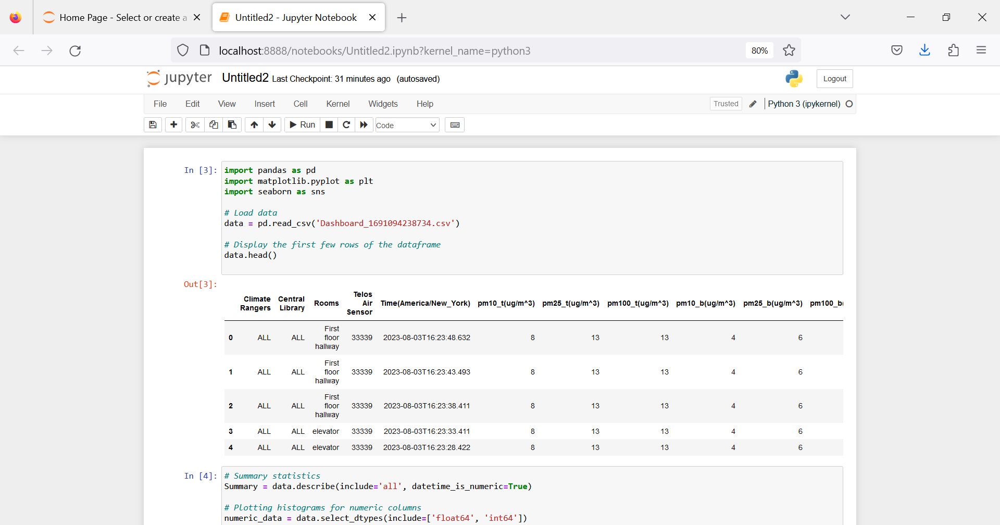 Home Page - Select or create a
Untitled2 - Jupyter Notebook
localhost:8888/notebooks/Untitled2.ipynb?kernel_name=python3
80%
jupyter Untitled2 Last Checkpoint: 31 minutes ago (autosaved)
Logout
File Edit View Insert Cell Kernel Widgets Help
Trusted Python 3 (ipykernel)
Run Code
In [3]: import pandas as pd
import matplotlib.pyplot as plt
import seaborn as sns
# Load data
data = pd.read_csv('Dashboard_1691094238734.csv')
# Display the first few rows of the dataframe
data.head()
Out[3]:
Climate Rangers Central Library Rooms Telos Air Sensor Time(America/New_York) pm10_t(ug/m^3) pm25_t(ug/m^3) pm100_t(ug/m^3) pm10_b(ug/m^3) pm25_b(ug/m^3) pm100_b(
0 ALL ALL First floor hallway 33339 2023-08-03T16:23:48.632 8 13 13 4 6
1 ALL ALL First floor hallway 33339 2023-08-03T16:23:43.493 8 13 13 4 6
2 ALL ALL First floor hallway 33339 2023-08-03T16:23:38.411 8 13 13 4 6
3 ALL ALL elevator 33339 2023-08-03T16:23:33.411 8 13 13 4 6
4 ALL ALL elevator 33339 2023-08-03T16:23:28.422 8 13 13 4 6
In [4]: # Summary statistics
Summary = data.describe(include='all', datetime_is_numeric=True)
# Plotting histograms for numeric columns
numeric_data = data.select_dtypes(include=['float64', 'int64'])